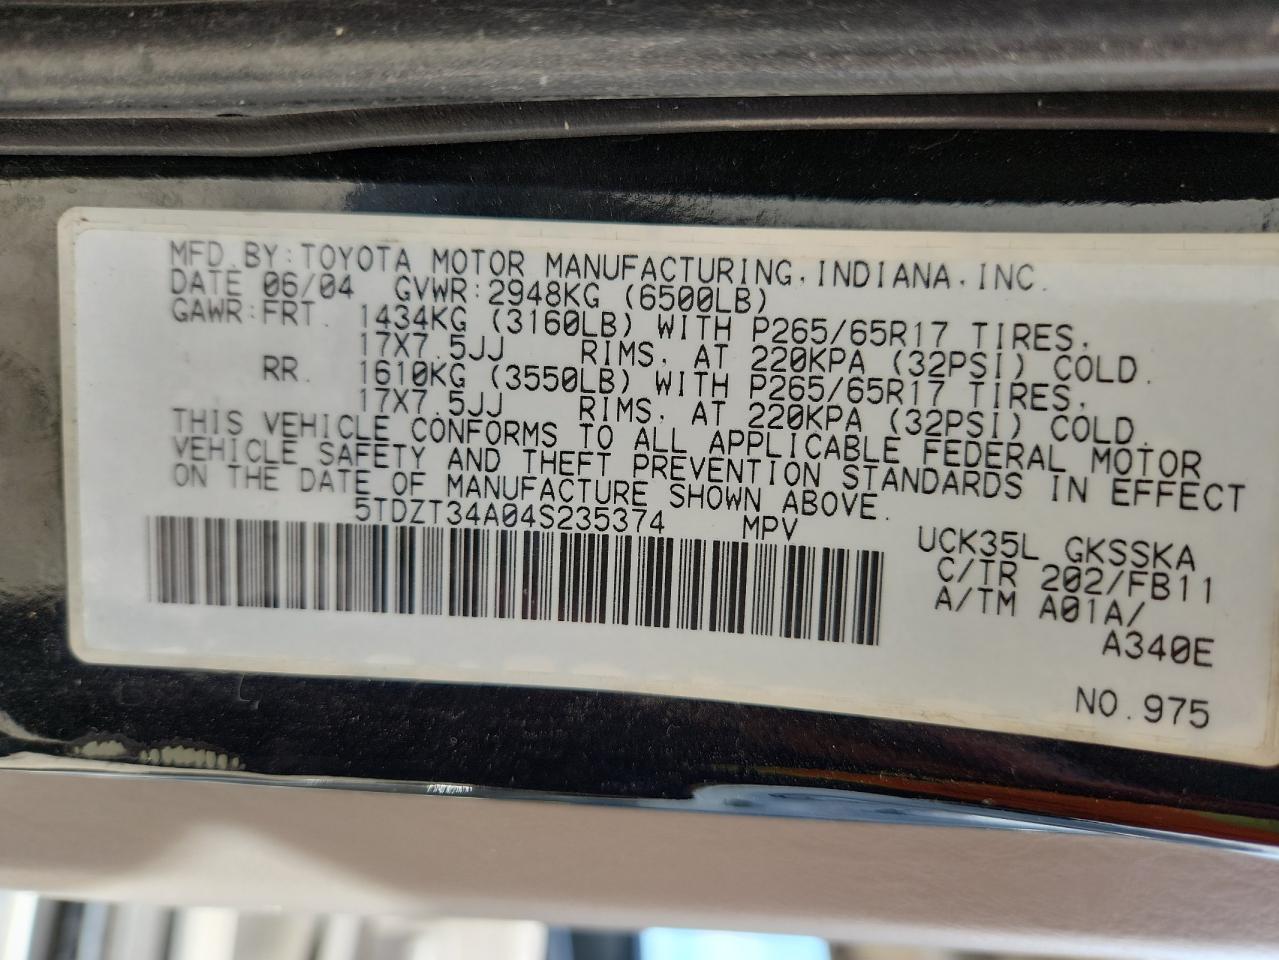 MFD.BY:TOYOTA MOTOR MANUFACTURING.INDIANA.INC.
DATE 06/04 GVWR:2948KG (6500LB)
GAWR:FRT. 1434KG (3160LB) WITH P265/65R17 TIRES,
17X7.5JJ RIMS, AT 220KPA (32PSI) COLD.
RR. 1610KG (3550LB) WITH P265/65R17 TIRES,
17X7.5JJ RIMS, AT 220KPA (32PSI) COLD.
THIS VEHICLE CONFORMS TO ALL APPLICABLE FEDERAL MOTOR
VEHICLE SAFETY AND THEFT PREVENTION STANDARDS IN EFFECT
ON THE DATE OF MANUFACTURE SHOWN ABOVE.
5TDZT34A04S235374 MPV
UCK35L GKSSKA
C/TR 202/FB11
A/TM A01A/
A340E
NO.975